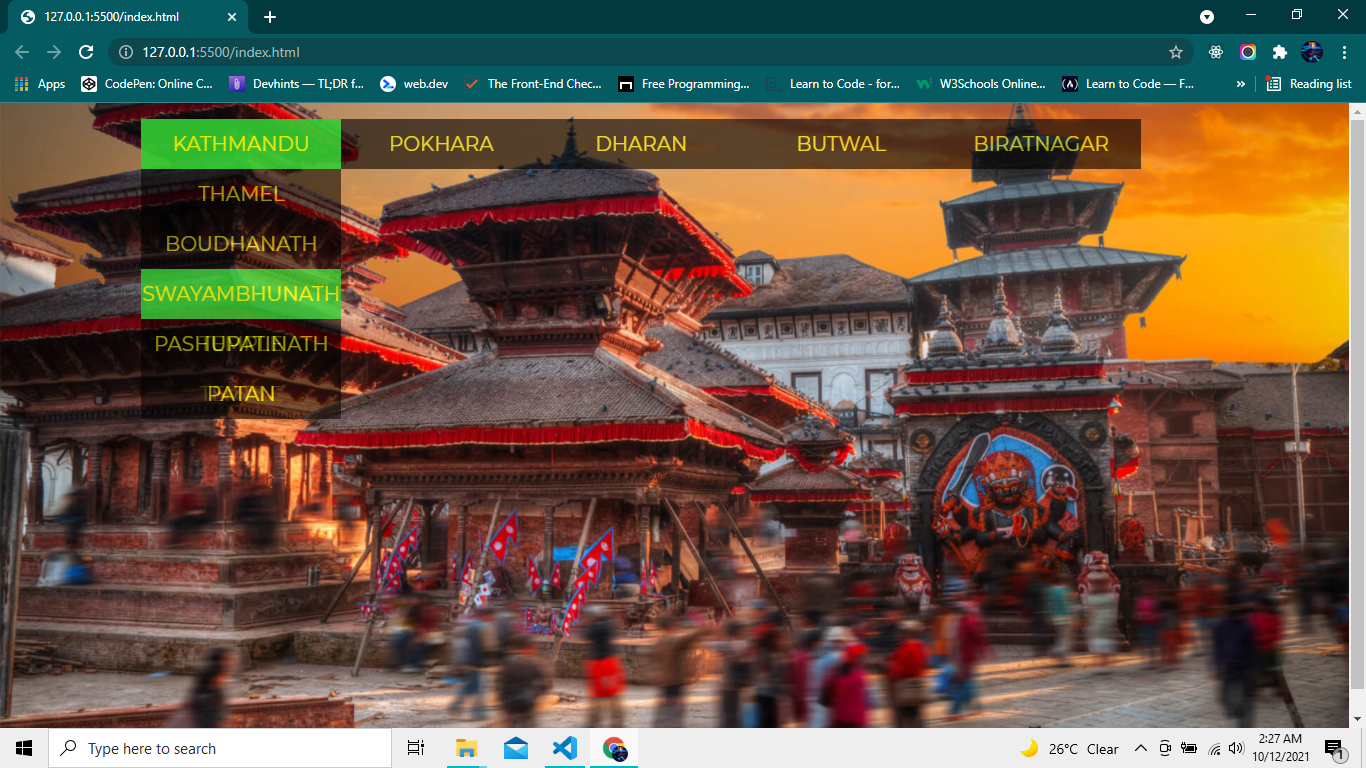 127.0.0.1:5500/index.html
127.0.0.1:5500/index.html
Apps
CodePen: Online C...
Devhints — TL;DR f...
web.dev
The Front-End Chec...
Free Programming...
Learn to Code - for...
W3Schools Online...
Learn to Code — F...
»
Reading list
KATHMANDU
POKHARA
DHARAN
BUTWAL
BIRATNAGAR
THAMEL
BOUDHANATH
SWAYAMBHUNATH
PASHUPATINATH
PATAN
Type here to search
26°C Clear
2:27 AM
10/12/2021
1